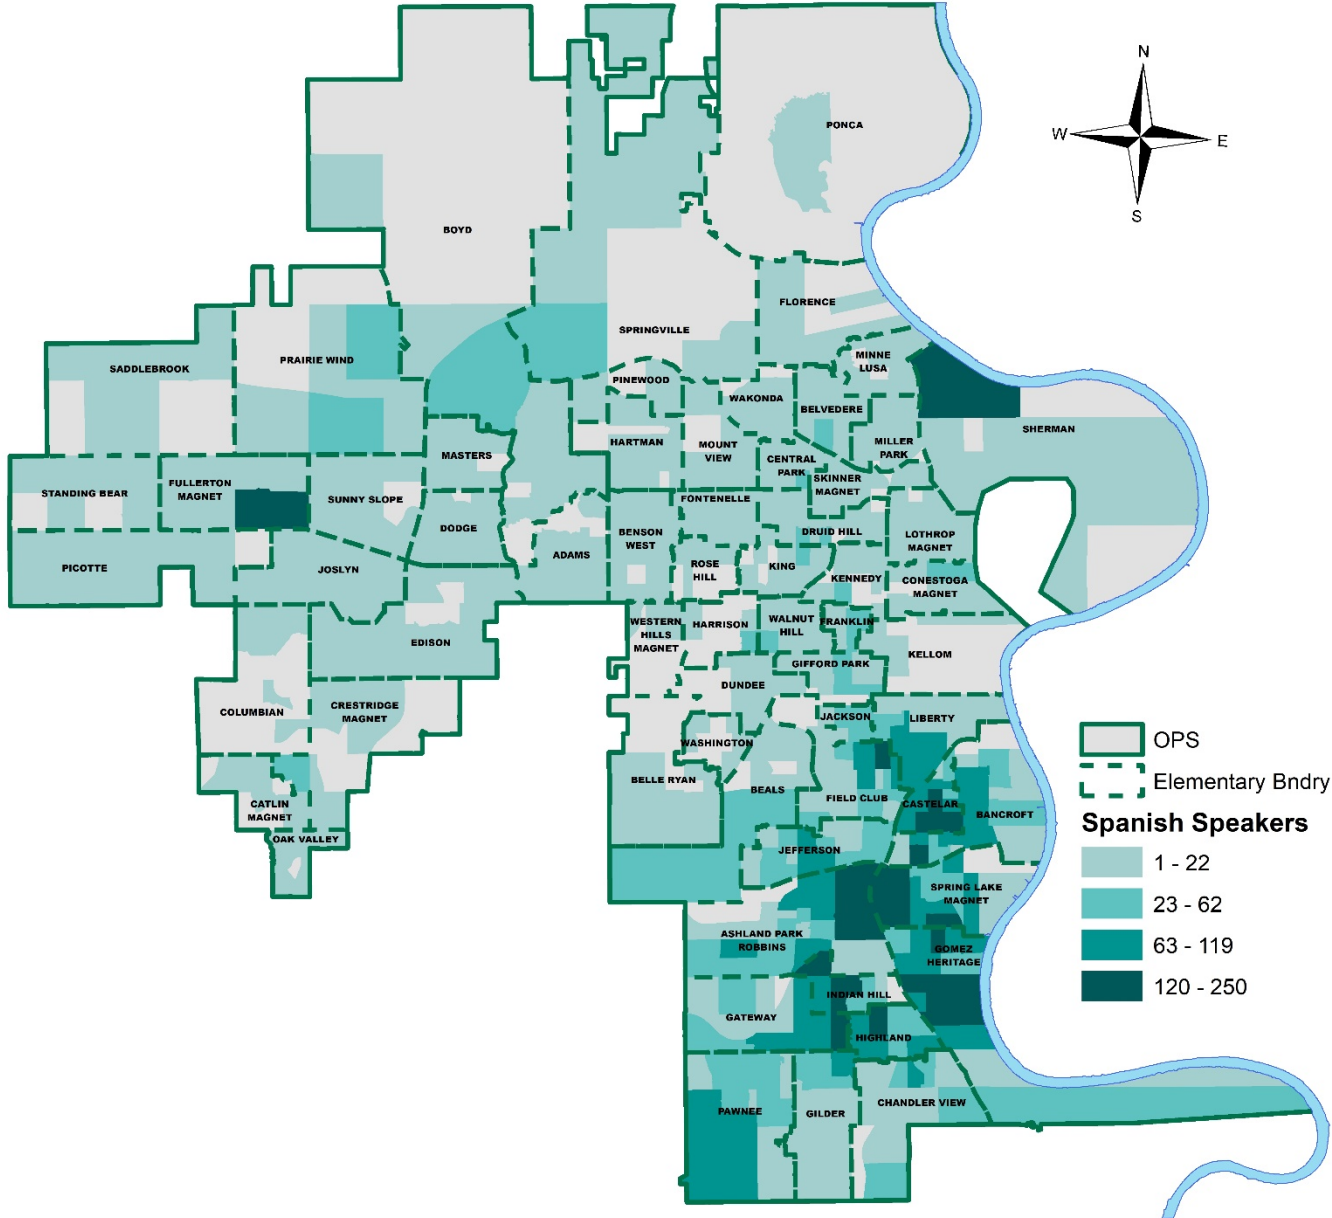 N
W
E
S
PONCA
BOYD
FLORENCE
SPRINGVILLE
MINNE
LUSA
PRAIRIE WIND
SADDLEBROOK
PINEWOOD
WAKONDA
BELVEDERE
SHERMAN
HARTMAN
MOUNT
VIEW
MILLER
PARK
MASTERS
CENTRAL
PARK
SKINNER
MAGNET
STANDING BEAR
FULLERTON
MAGNET
SUNNY SLOPE
FONTENELLE
DODGE
BENSON
WEST
DRUID HILL
LOTHROP
MAGNET
ADAMS
PICOTTE
JOSLYN
ROSE
HILL
KING
KENNEDY
CONESTOGA
MAGNET
WESTERN
HILLS
MAGNET
HARRISON
WALNUT
HILL
FRANKLIN
EDISON
GIFFORD PARK
KELLOM
DUNDEE
COLUMBIAN
CRESTRIDGE
MAGNET
JACKSON
LIBERTY
WASHINGTON
BELLE RYAN
BEALS
FIELD CLUB
CASTELAR
BANCROFT
CATLIN
MAGNET
OAK VALLEY
JEFFERSON
SPRING LAKE
MAGNET
ASHLAND PARK
ROBBINS
GOMEZ
HERITAGE
INDIAN HILL
GATEWAY
HIGHLAND
PAWNEE
GILDER
CHANDLER VIEW
OPS
Elementary Bndry
Spanish Speakers
1 - 22
23 - 62
63 - 119
120 - 250